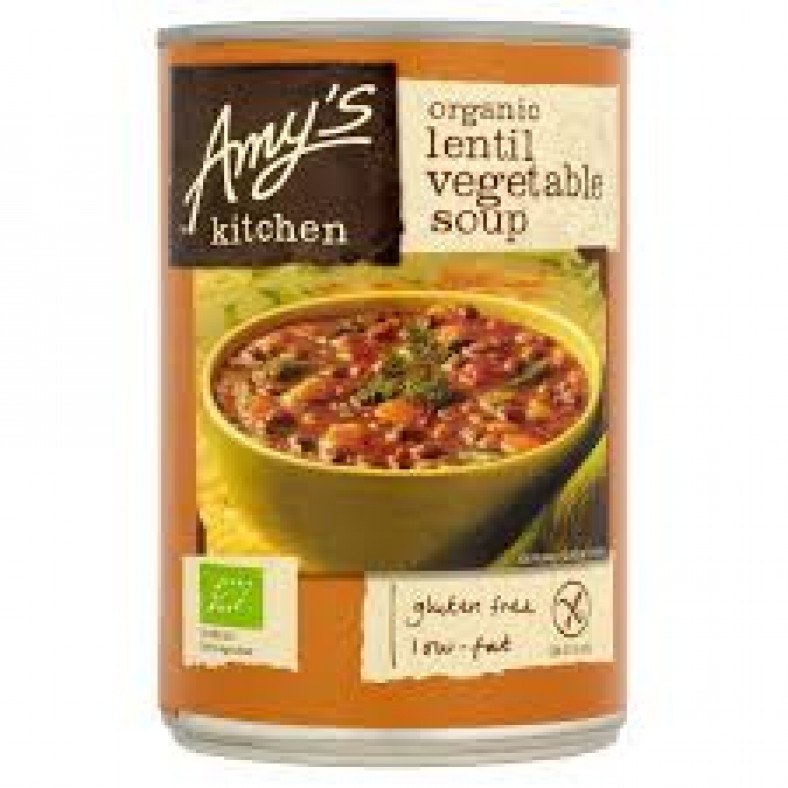 Amy's
kitchen
organic
lentil
vegetable
soup
gluten free
low-fat